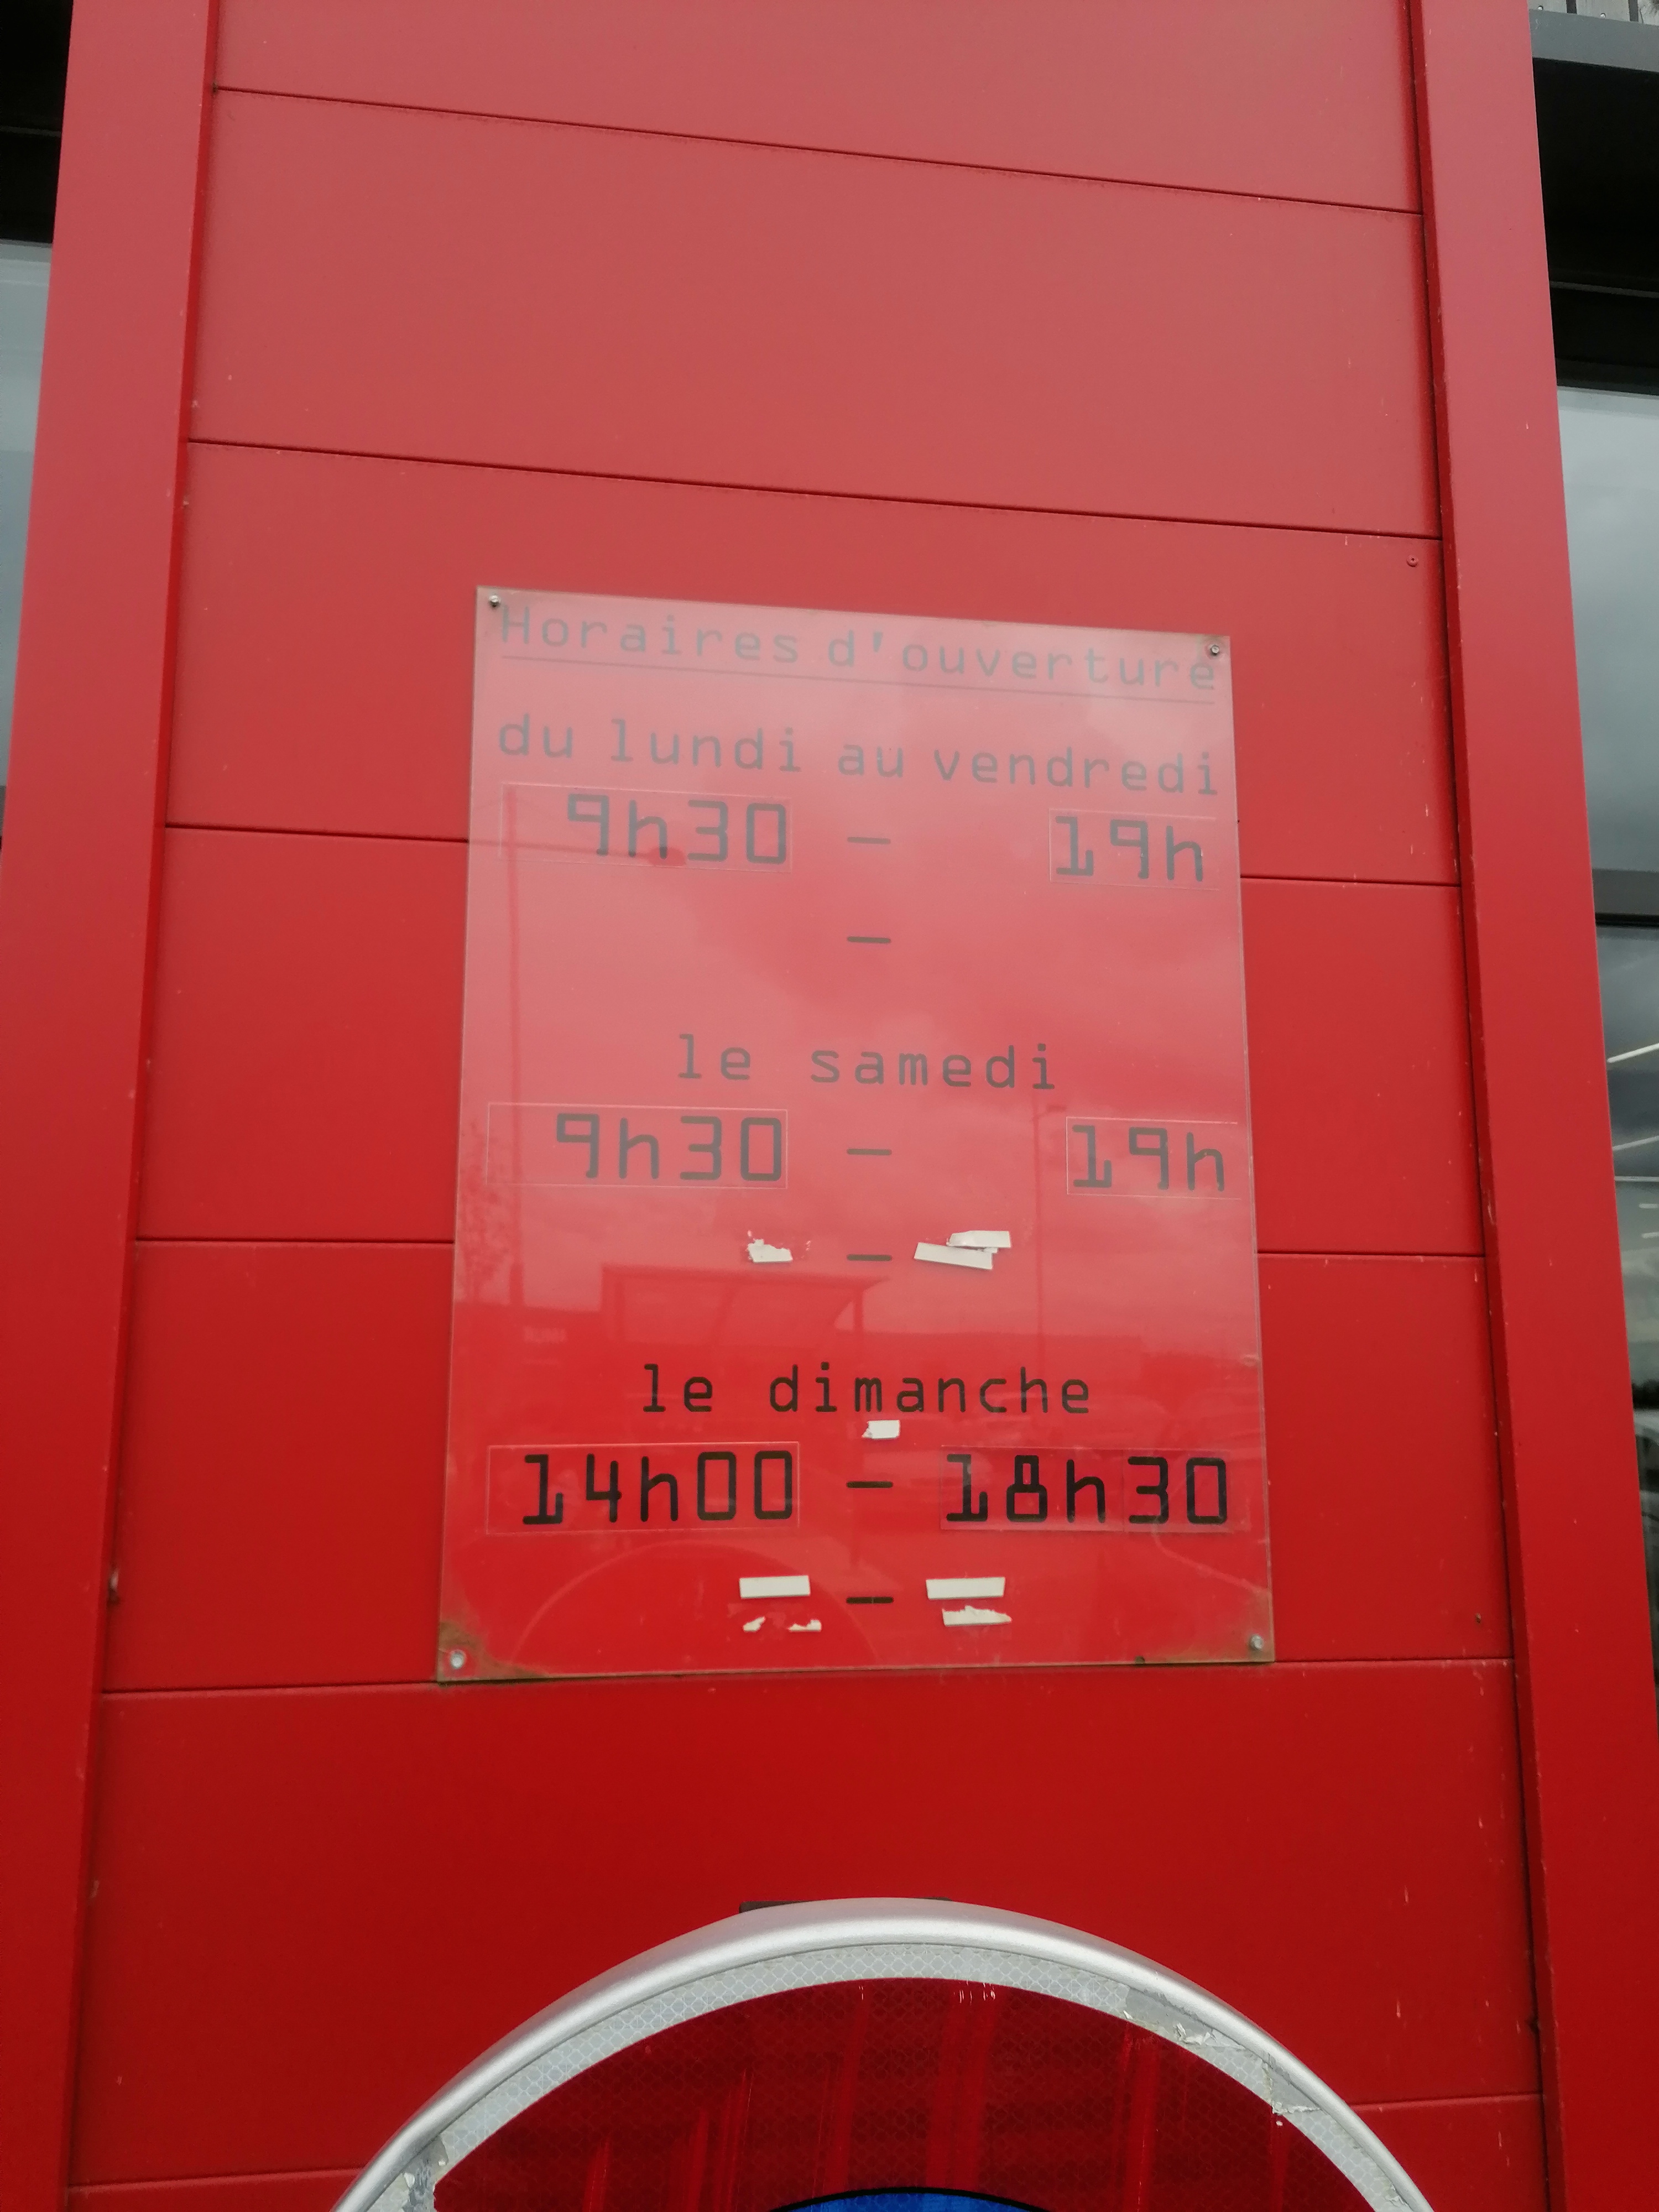 Horaires d'ouverture
du lundi au vendredi
9h30 - 19h
-
le samedi
9h30 - 19h
-
le dimanche
14h00 - 18h30
-